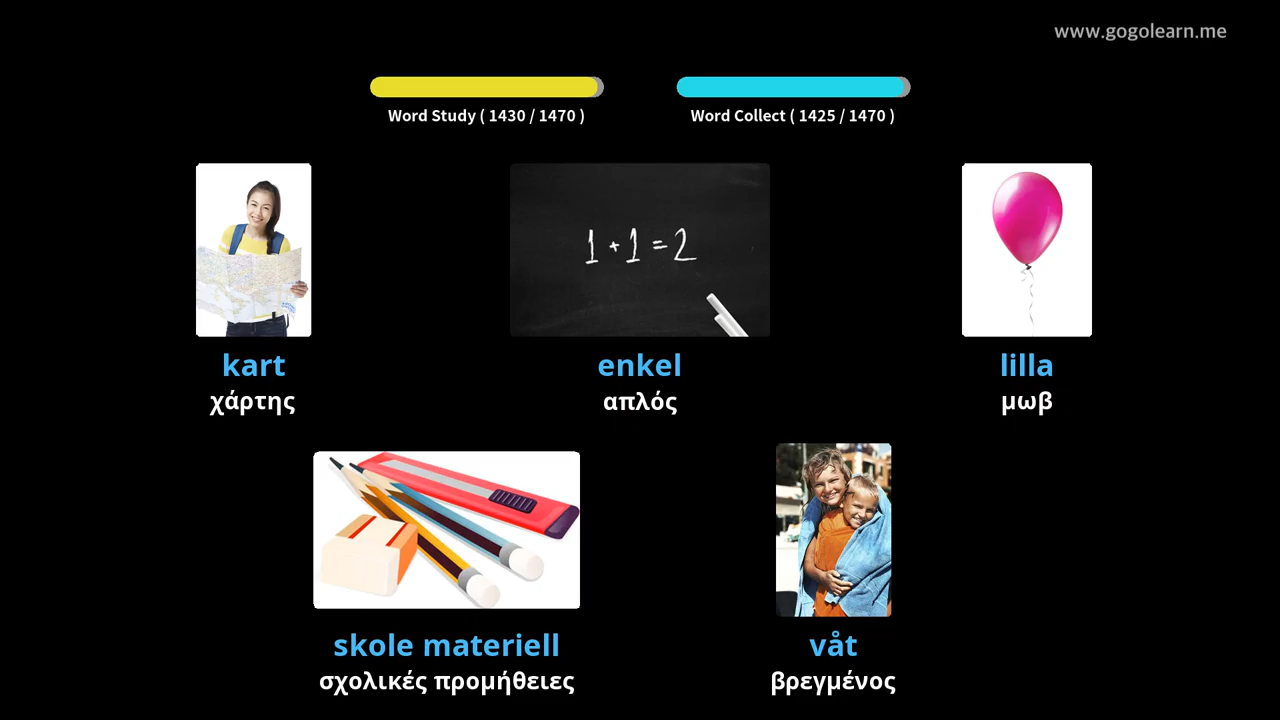 www.gogolearn.me
Word Study ( 1430 / 1470 )
Word Collect ( 1425 / 1470 )
1 + 1 = 2
kart
enkel
lilla
χάρτης
απλός
μωβ
skole materiell
våt
σχολικές προμήθειες
βρεγμένος